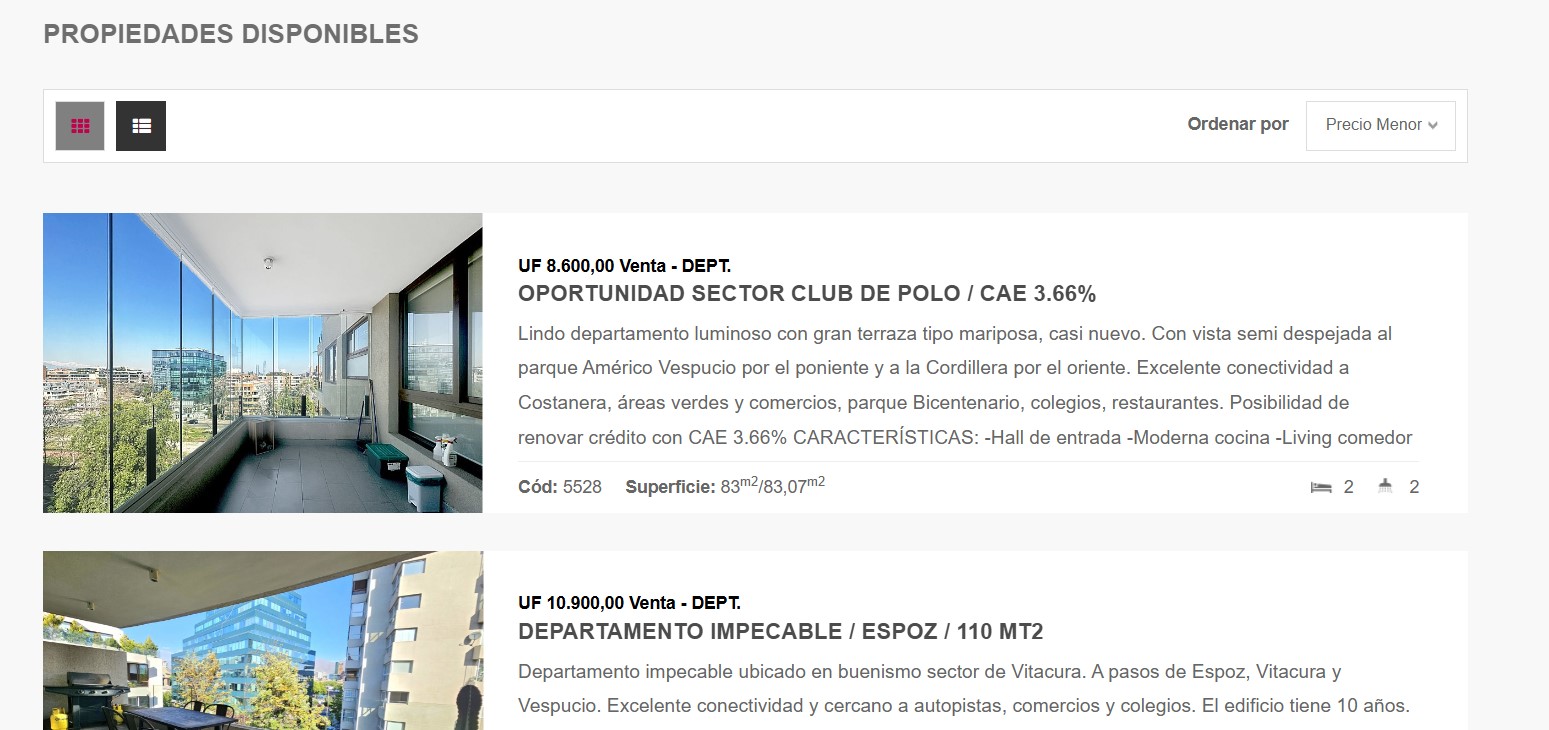 PROPIEDADES DISPONIBLES
Ordenar por
Precio Menor
UF 8.600,00 Venta - DEPT.
OPORTUNIDAD SECTOR CLUB DE POLO / CAE 3.66%
Lindo departamento luminoso con gran terraza tipo mariposa, casi nuevo. Con vista semi despejada al
parque Américo Vespucio por el poniente y a la Cordillera por el oriente. Excelente conectividad a
Costanera, áreas verdes y comercios, parque Bicentenario, colegios, restaurantes. Posibilidad de
renovar crédito con CAE 3.66% CARACTERÍSTICAS: -Hall de entrada -Moderna cocina -Living comedor
Cód: 5528 Superficie: 83m2/83,07m2 2 2
UF 10.900,00 Venta - DEPT.
DEPARTAMENTO IMPECABLE / ESPOZ / 110 MT2
Departamento impecable ubicado en buenismo sector de Vitacura. A pasos de Espoz, Vitacura y
Vespucio. Excelente conectividad y cercano a autopistas, comercios y colegios. El edificio tiene 10 años.